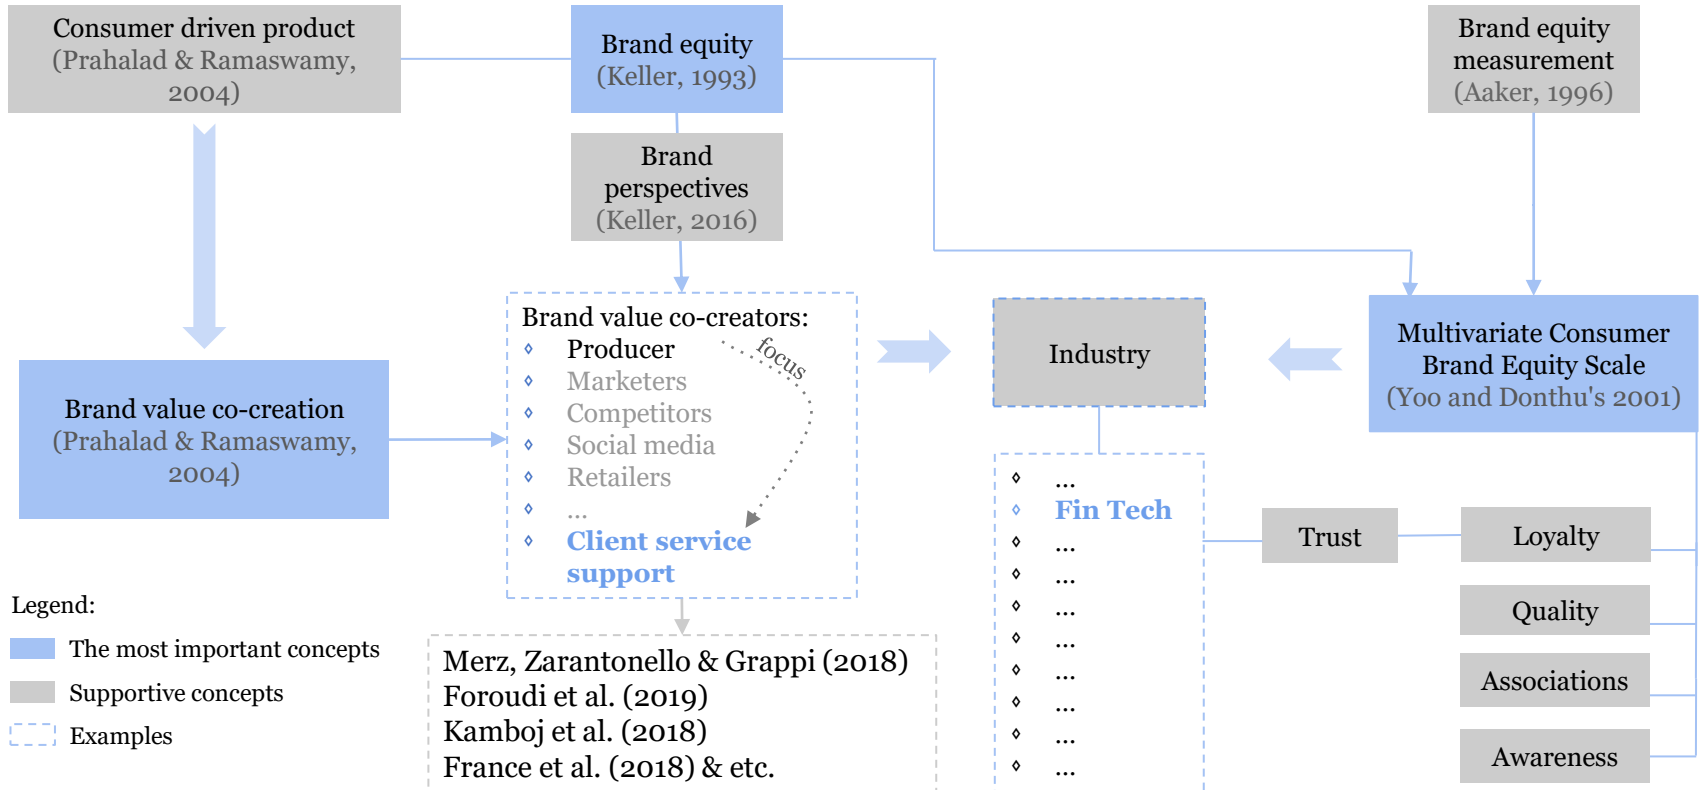 Consumer driven product
(Prahalad & Ramaswamy,
2004)
Brand equity
(Keller, 1993)
Brand equity
measurement
(Aaker, 1996)
Brand
perspectives
(Keller, 2016)
Brand value co-creation
(Prahalad & Ramaswamy,
2004)
Brand value co-creators:
Producer
Marketers
Competitors
Social media
Retailers
...
Client service
support
focus
Industry
Multivariate Consumer
Brand Equity Scale
(Yoo and Donthu's 2001)
...
Fin Tech
...
...
...
...
...
...
...
...
Trust
Loyalty
Quality
Associations
Awareness
Merz, Zarantonello & Grappi (2018)
Foroudi et al. (2019)
Kamboj et al. (2018)
France et al. (2018) & etc.
Legend:
The most important concepts
Supportive concepts
Examples